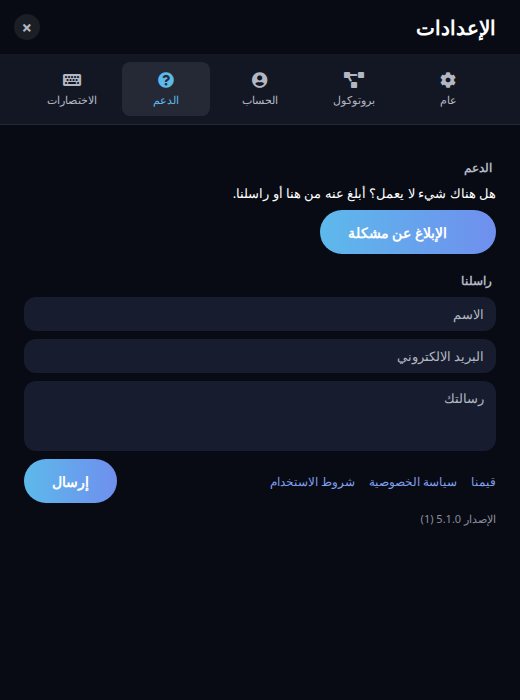 الإعدادات
عام
بروتوكول
الحساب
الدعم
الاختصارات
الدعم
هل هناك شيء لا يعمل؟ أبلغ عنه من هنا أو راسلنا.
الإبلاغ عن مشكلة
راسلنا
الاسم
البريد الالكتروني
رسالتك
قيمنا
سياسة الخصوصية
شروط الاستخدام
إرسال
الإصدار 5.1.0 (1)